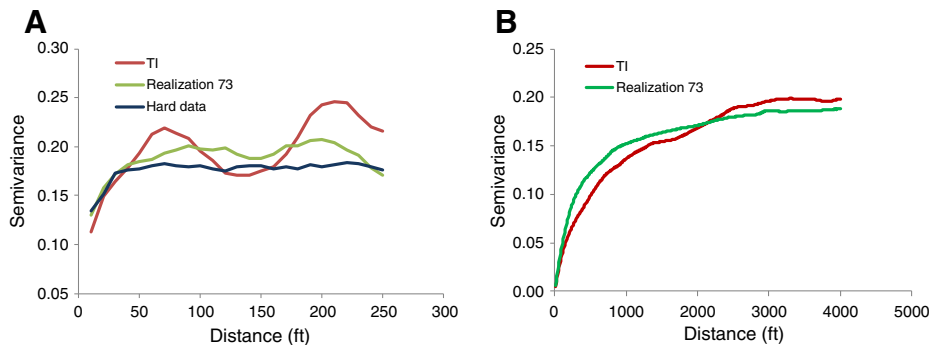 A
0.30
0.25
0.20
0.15
0.10
0.05
Semivariance
TI
Realization 73
Hard data
0 50 100 150 200 250 300
Distance (ft)
B
0.25
0.20
0.15
0.10
0.05
0.00
Semivariance
TI
Realization 73
0 1000 2000 3000 4000 5000
Distance (ft)